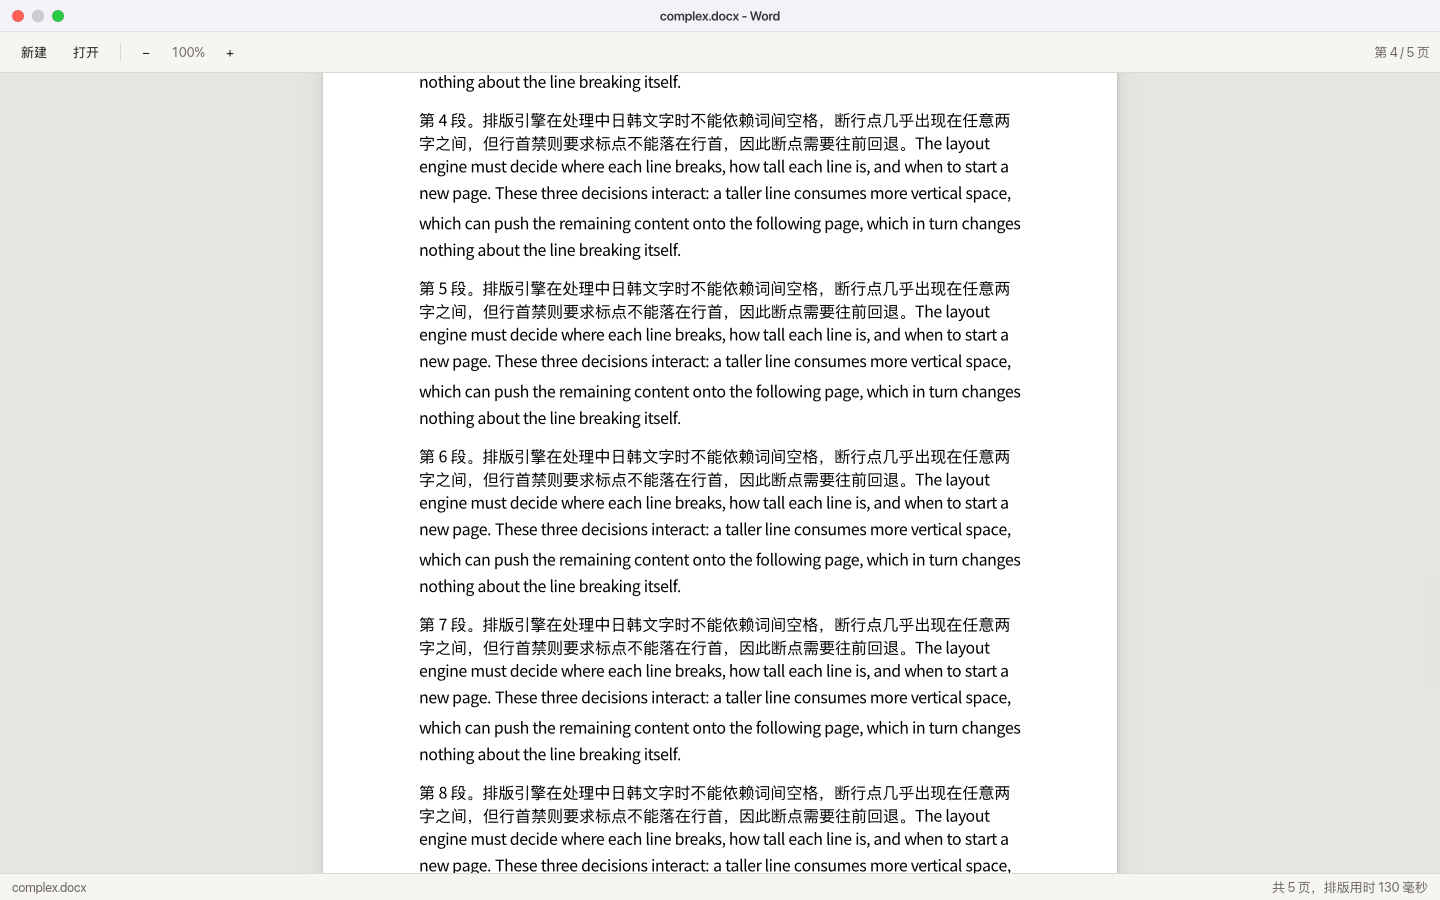 complex.docx - Word
新建 打开 − 100% + 第 4 / 5 页
nothing about the line breaking itself.
第 4 段。排版引擎在处理中日韩文字时不能依赖词间空格，断行点几乎出现在任意两
字之间，但行首禁则要求标点不能落在行首，因此断点需要往前回退。The layout
engine must decide where each line breaks, how tall each line is, and when to start a
new page. These three decisions interact: a taller line consumes more vertical space,
which can push the remaining content onto the following page, which in turn changes
nothing about the line breaking itself.
第 5 段。排版引擎在处理中日韩文字时不能依赖词间空格，断行点几乎出现在任意两
字之间，但行首禁则要求标点不能落在行首，因此断点需要往前回退。The layout
engine must decide where each line breaks, how tall each line is, and when to start a
new page. These three decisions interact: a taller line consumes more vertical space,
which can push the remaining content onto the following page, which in turn changes
nothing about the line breaking itself.
第 6 段。排版引擎在处理中日韩文字时不能依赖词间空格，断行点几乎出现在任意两
字之间，但行首禁则要求标点不能落在行首，因此断点需要往前回退。The layout
engine must decide where each line breaks, how tall each line is, and when to start a
new page. These three decisions interact: a taller line consumes more vertical space,
which can push the remaining content onto the following page, which in turn changes
nothing about the line breaking itself.
第 7 段。排版引擎在处理中日韩文字时不能依赖词间空格，断行点几乎出现在任意两
字之间，但行首禁则要求标点不能落在行首，因此断点需要往前回退。The layout
engine must decide where each line breaks, how tall each line is, and when to start a
new page. These three decisions interact: a taller line consumes more vertical space,
which can push the remaining content onto the following page, which in turn changes
nothing about the line breaking itself.
第 8 段。排版引擎在处理中日韩文字时不能依赖词间空格，断行点几乎出现在任意两
字之间，但行首禁则要求标点不能落在行首，因此断点需要往前回退。The layout
engine must decide where each line breaks, how tall each line is, and when to start a
new page. These three decisions interact: a taller line consumes more vertical space,
complex.docx 共 5 页，排版用时 130 毫秒